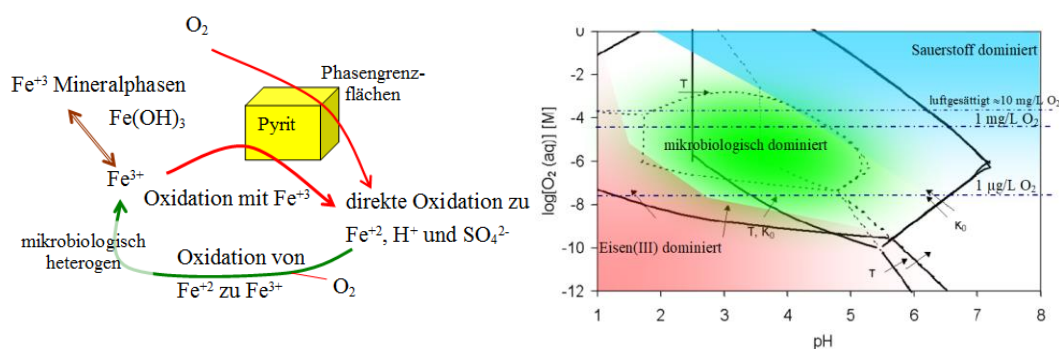 O₂
Fe⁺³ Mineralphasen
Fe(OH)₃
Phasengrenz-
flächen
Pyrit
Fe³⁺
Oxidation mit Fe⁺³
direkte Oxidation zu
Fe⁺², H⁺ und SO₄²⁻
mikrobiologisch
heterogen
Oxidation von
Fe⁺² zu Fe³⁺
O₂
log[O₂ (aq)] [M]
0
-2
-4
-6
-8
-10
-12
Sauerstoff dominiert
T
luftgesättigt ≈10 mg/L O₂
1 mg/L O₂
mikrobiologisch dominiert
1 µg/L O₂
T, K₀
K₀
Eisen(III) dominiert
T
1 2 3 4 5 6 7 8
pH